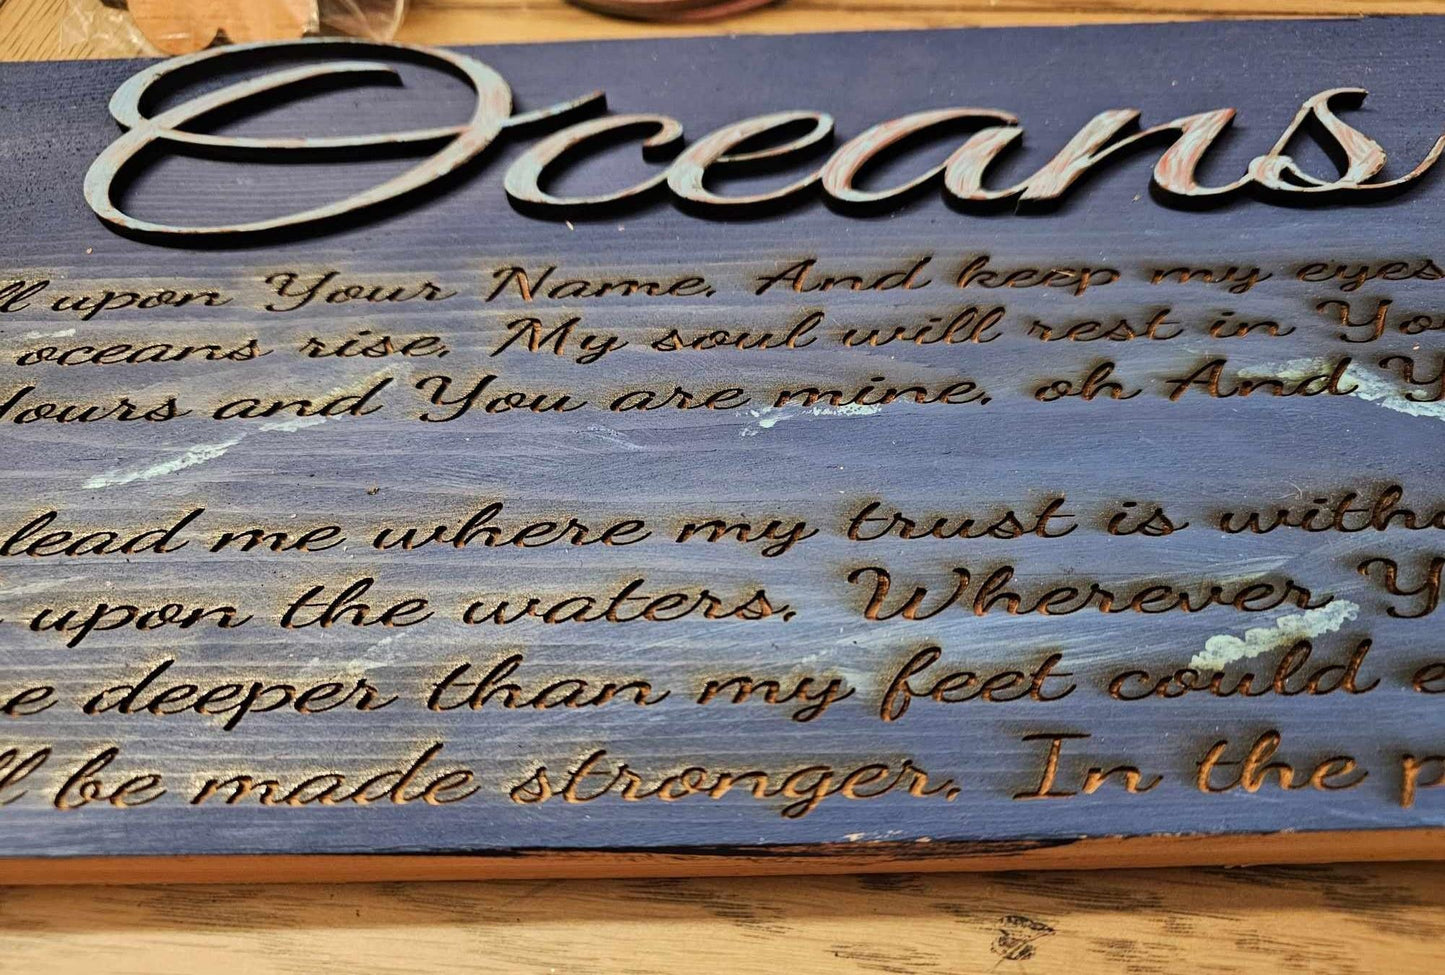 Oceans
upon Your Name. And keep my eyes
oceans rise. My soul will rest in
Yours and You are mine. oh And
lead me where my trust is
upon the waters. Wherever
deeper than my feet could
be made stronger. In the